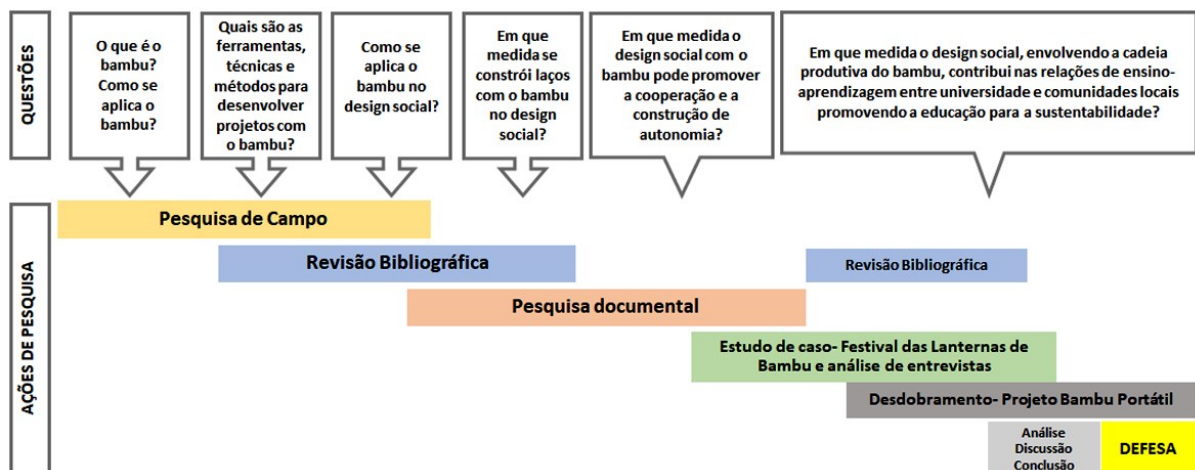 QUESTÕES
O que é o
bambu?
Como se
aplica o
bambu?
Quais são as
ferramentas,
técnicas e
métodos para
desenvolver
projetos com
o bambu?
Como se
aplica o
bambu no
design social?
Em que
medida se
constrói laços
com o bambu
no design
social?
Em que medida o
design social com o
bambu pode promover
a cooperação e a
construção de
autonomia?
Em que medida o design social, envolvendo a cadeia
produtiva do bambu, contribui nas relações de ensino-
aprendizagem entre universidade e comunidades locais
promovendo a educação para a sustentabilidade?
AÇÕES DE PESQUISA
Pesquisa de Campo
Revisão Bibliográfica
Revisão Bibliográfica
Pesquisa documental
Estudo de caso- Festival das Lanternas de
Bambu e análise de entrevistas
Desdobramento- Projeto Bambu Portátil
Análise
Discussão
Conclusão
DEFESA